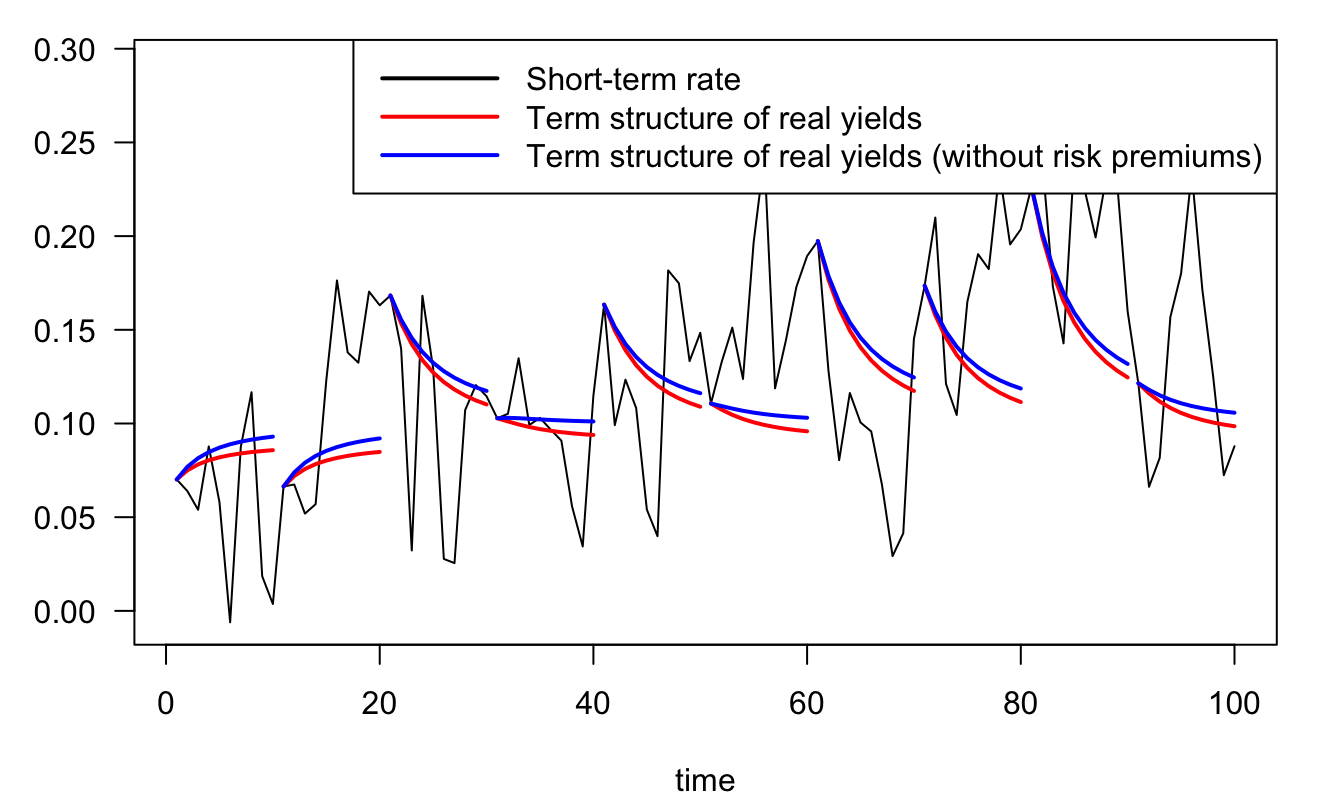 0.30
0.25
0.20
0.15
0.10
0.05
0.00
Short-term rate
Term structure of real yields
Term structure of real yields (without risk premiums)
0 20 40 60 80 100
time